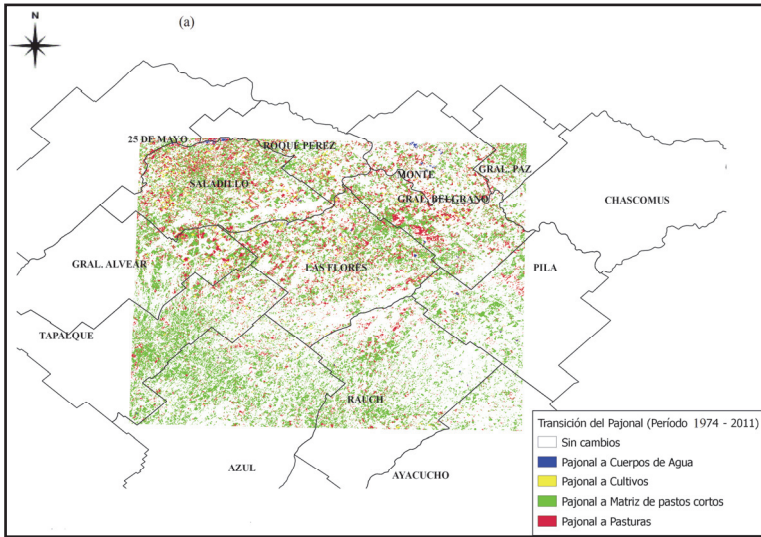 (a)
N
25 DE MAYO
ROQUE PEREZ
SALADILLO
MONTE
GRAL. PAZ
GRAL. BELGRANO
CHASCOMUS
GRAL. ALVEAR
LAS FLORES
PILA
TAPALQUE
RAUCH
AZUL
AYACUCHO
Transición del Pajonal (Período 1974 - 2011)
Sin cambios
Pajonal a Cuerpos de Agua
Pajonal a Cultivos
Pajonal a Matriz de pastos cortos
Pajonal a Pasturas